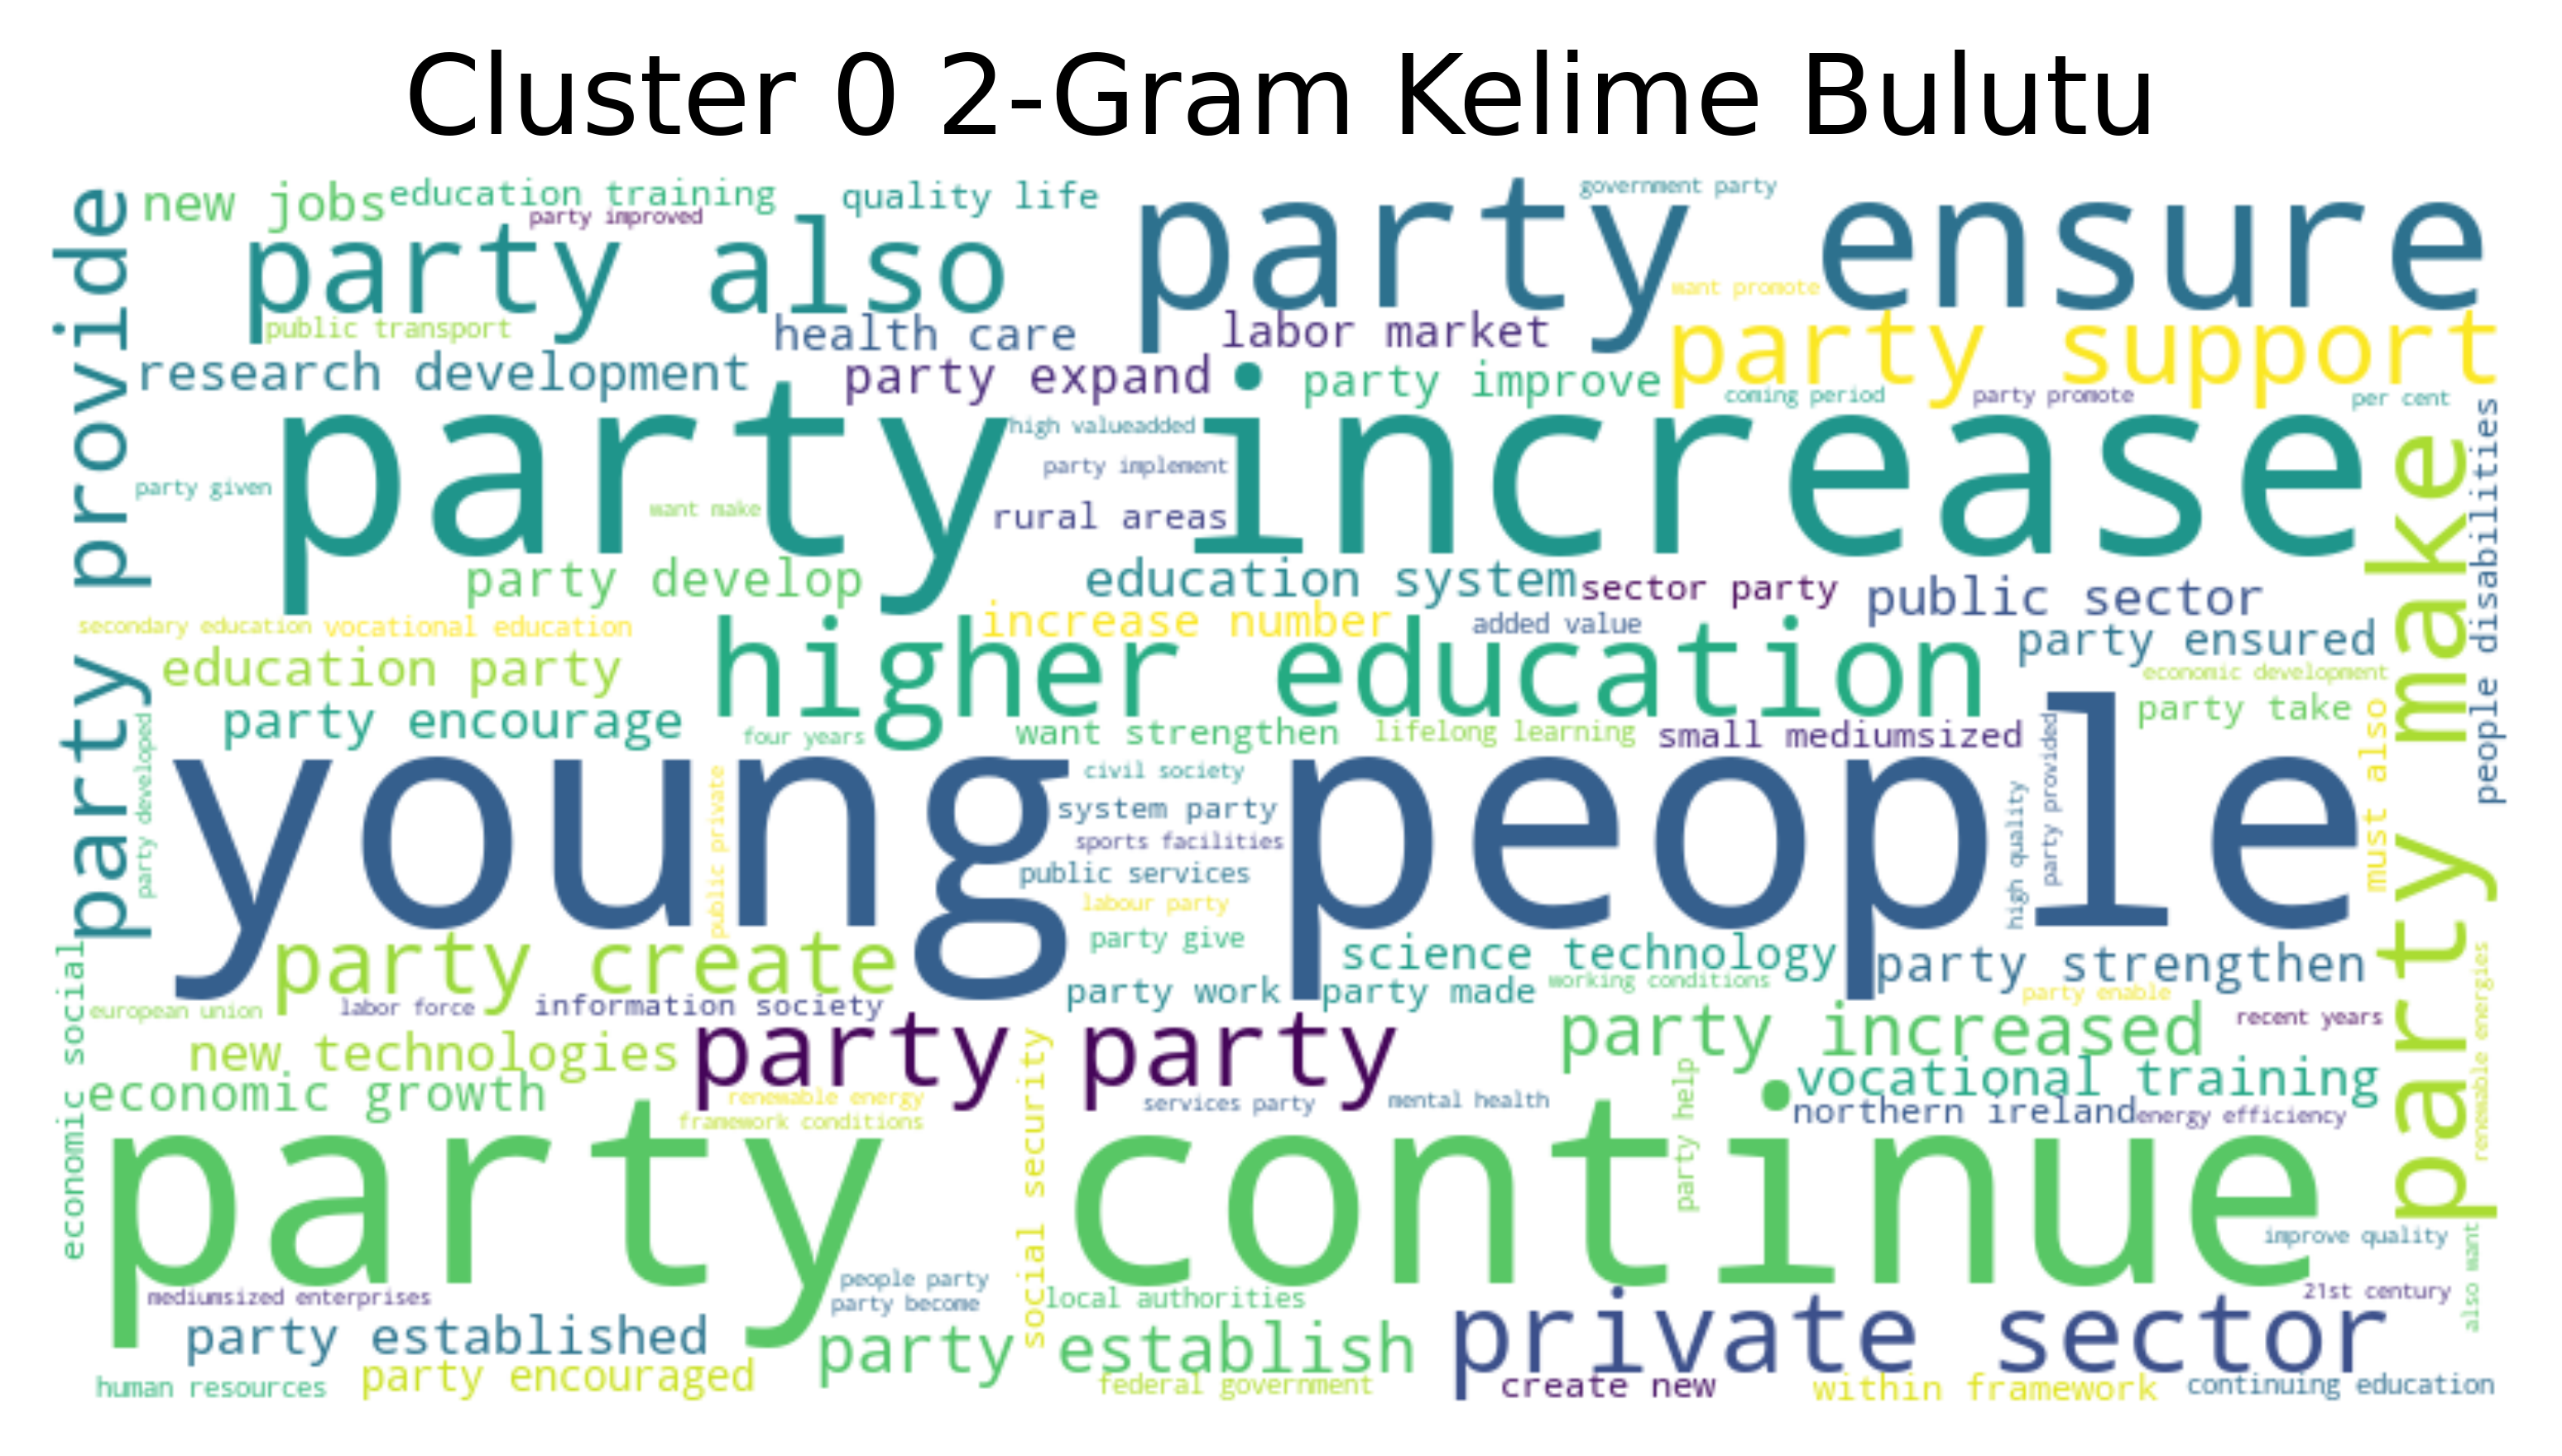 Cluster 0 2-Gram Kelime Bulutu
party provide
new jobs
education training
party improved
quality life
government party
party also
party ensure
want promote
public transport
health care
labor market
party support
research development
party expand
party improve
coming period
party promote
per cent
party increase
high valueadded
party implement
party given
want make
rural areas
people disabilities
party make
party develop
education system
sector party
public sector
secondary education
vocational education
increase number
added value
party ensured
education party
higher education
economic development
party take
party encourage
four years
want strengthen
lifelong learning
small mediumsized
must also
party developed
young people
public private
civil society
system party
sports facilities
public services
labour party
party give
high quality
party provided
party create
science technology
party strengthen
working conditions
economic social
european union
labor force
information society
party work
party made
party enable
renewable energies
new technologies
party party
party increased
recent years
economic growth
renewable energy
framework conditions
social security
services party
mental health
party help
vocational training
northern ireland
energy efficiency
party continue
improve quality
also want
people party
party become
mediumsized enterprises
local authorities
21st century
party established
party establish
private sector
human resources
party encouraged
federal government
create new
within framework
continuing education